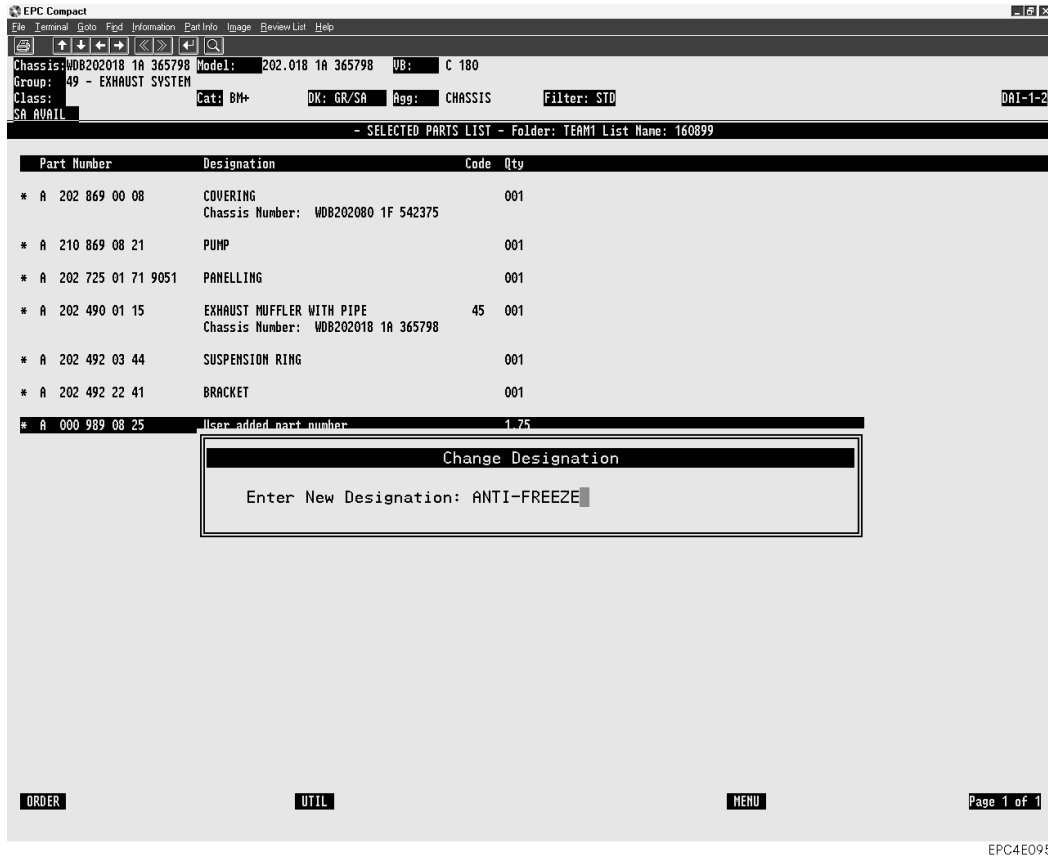 EPC Compact
File Terminal Goto Find Information Part Info Image Review List Help
Chassis: WDB202018 1A 365798 Model: 202.018 1A 365798 VB: C 180
Group: 49 - EXHAUST SYSTEM
Class: Cat: BM+ DK: GR/SA Agg: CHASSIS Filter: STD DAI-1-2
SA AVAIL
- SELECTED PARTS LIST - Folder: TEAM1 List Name: 160899
Part Number Designation Code Qty
* A 202 869 00 08 COVERING 001
Chassis Number: WDB202080 1F 542375
* A 210 869 08 21 PUMP 001
* A 202 725 01 71 9051 PANELLING 001
* A 202 490 01 15 EXHAUST MUFFLER WITH PIPE 45 001
Chassis Number: WDB202018 1A 365798
* A 202 492 03 44 SUSPENSION RING 001
* A 202 492 22 41 BRACKET 001
* A 000 989 08 25 User added part number 1.75
Change Designation
Enter New Designation: ANTI-FREEZE
ORDER UTIL MENU Page 1 of 1
EPC4E095